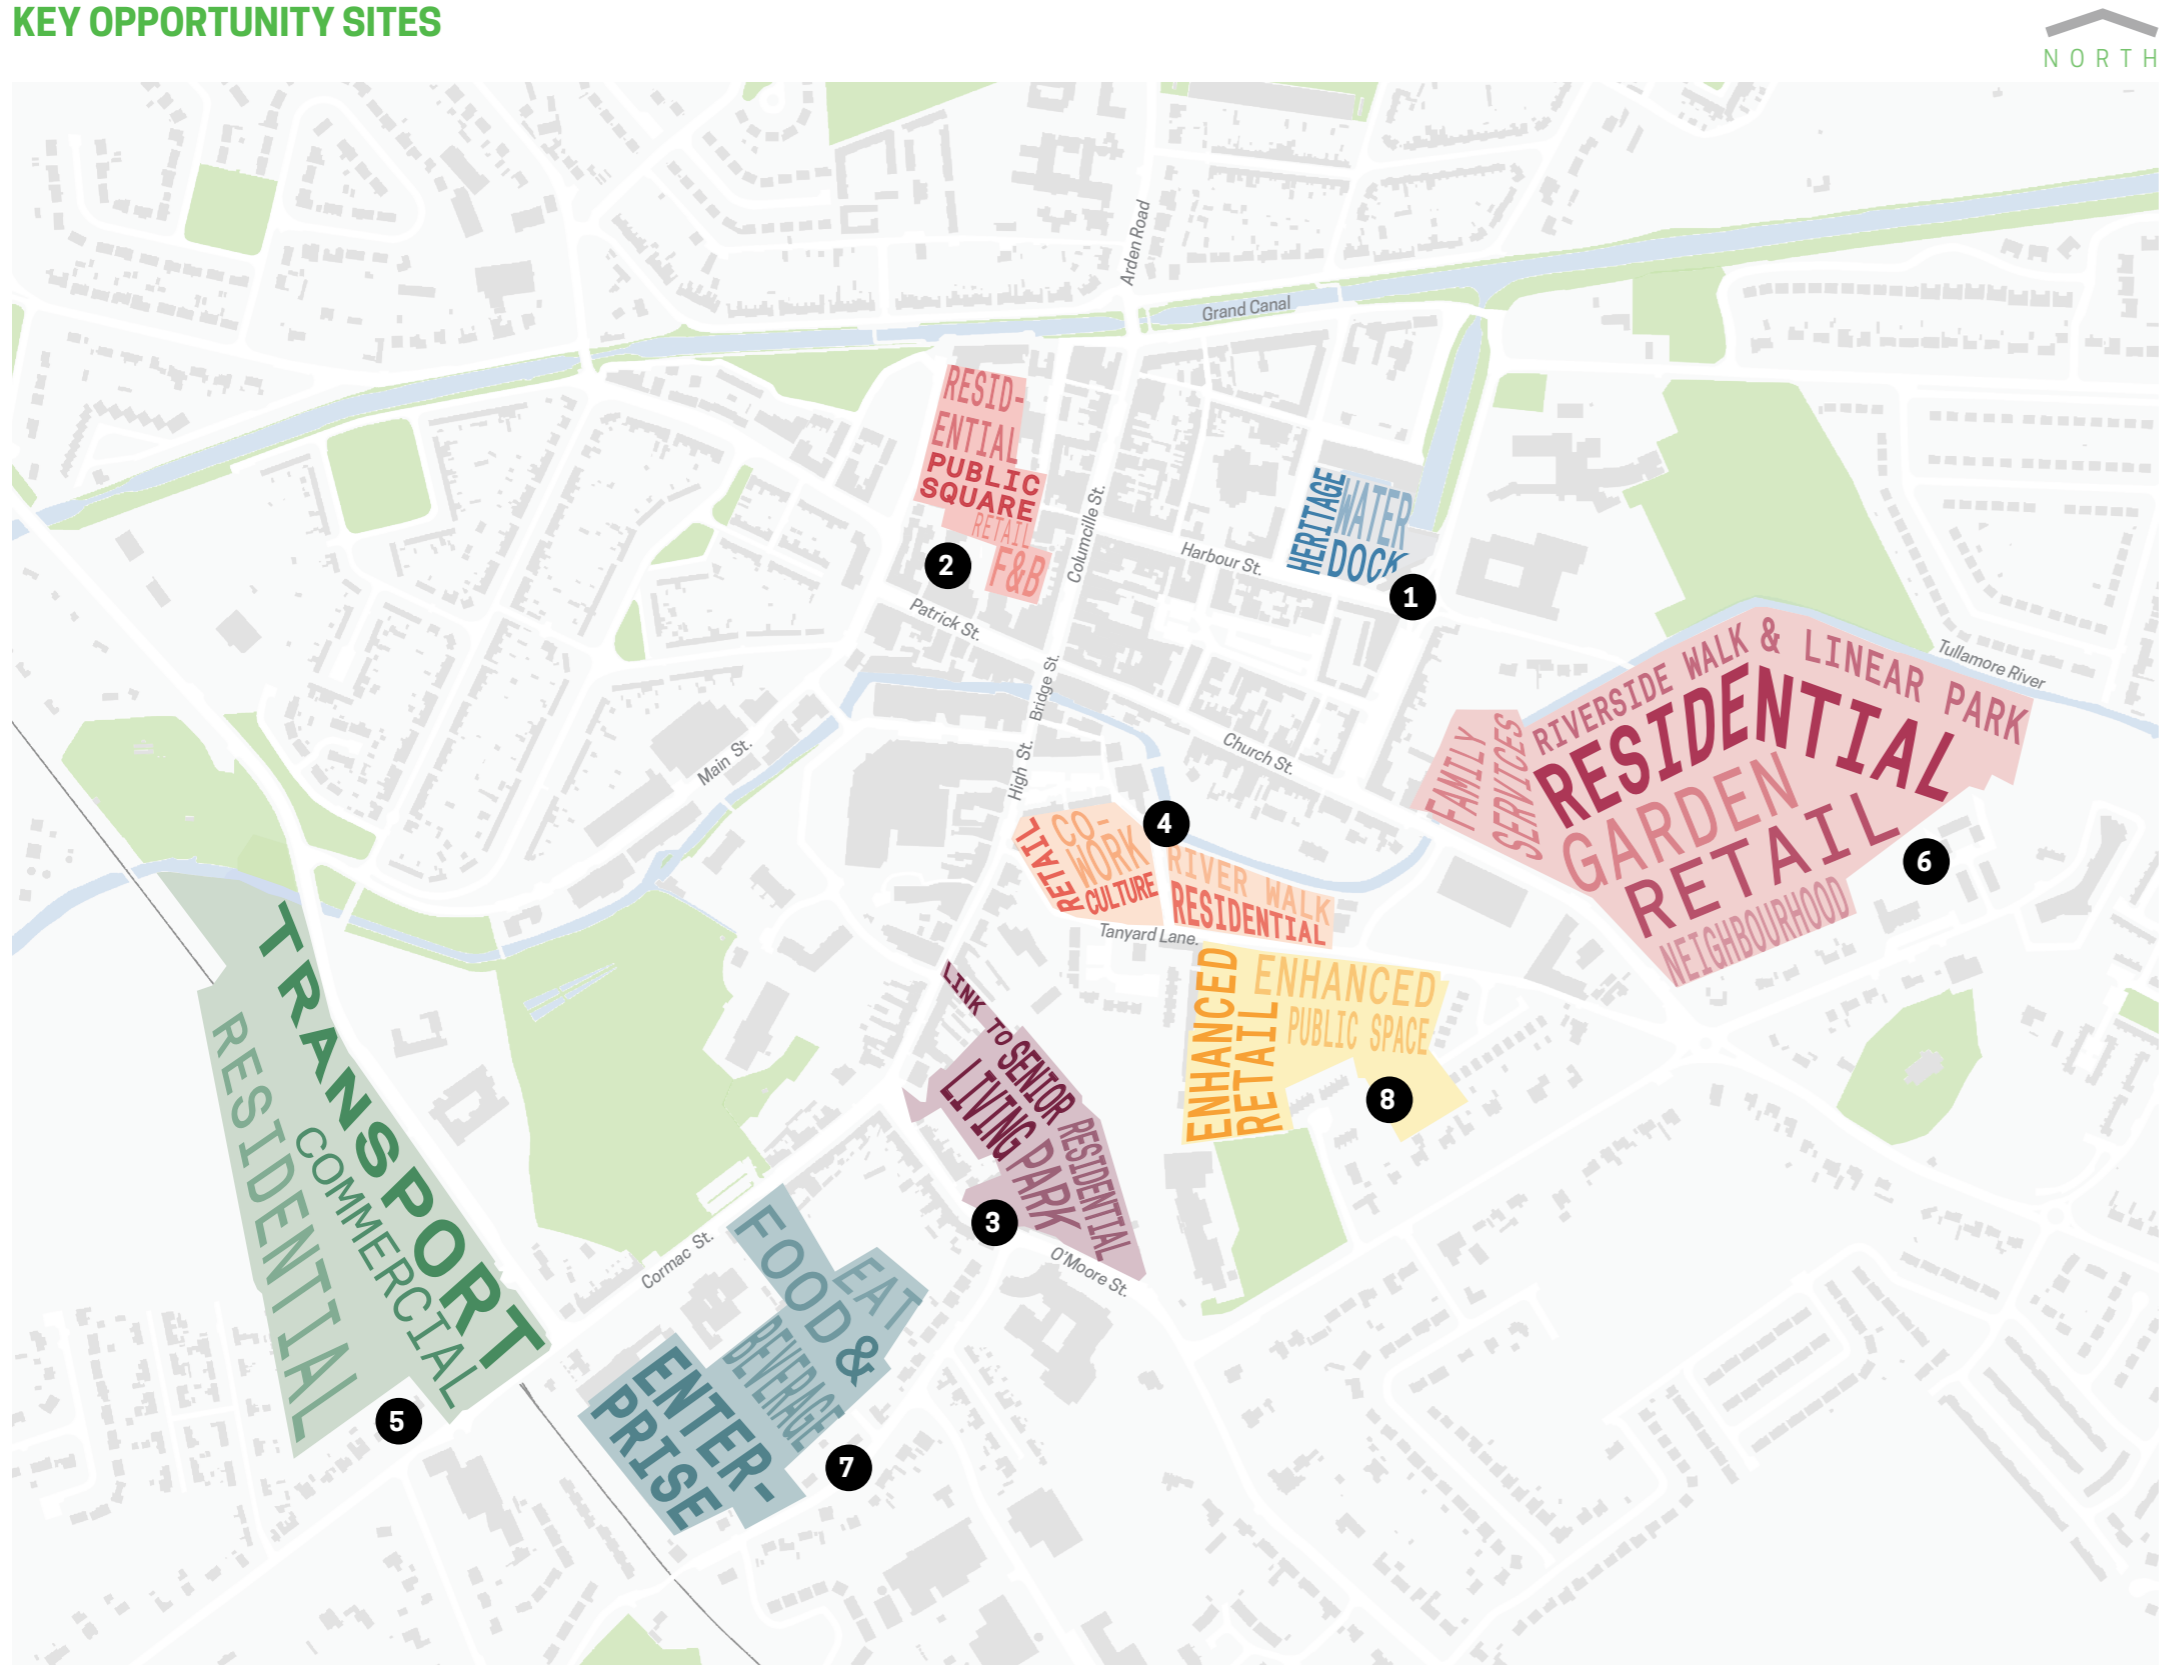 KEY OPPORTUNITY SITES
NORTH
Arden Road
Grand Canal
RESID-
ENTIAL
PUBLIC
SQUARE
RETAIL
F&B
2
Columcille St.
HERITAGE
WATER
DOCK
1
Harbour St.
Patrick St.
Bridge St.
High St.
Main St.
Church St.
Tullamore River
RIVERSIDE WALK & LINEAR PARK
FAMILY
SERVICES
RESIDENTIAL
GARDEN
RETAIL
NEIGHBOURHOOD
6
4
RETAIL
CO-
WORK
CULTURE
RIVER WALK
RESIDENTIAL
Tanyard Lane.
ENHANCED
RETAIL
ENHANCED
PUBLIC SPACE
8
LINK TO
SENIOR
LIVING
RESIDENTIAL
PARK
3
O'Moore St.
TRANSPORT
COMMERCIAL
RESIDENTIAL
5
Cormac St.
EAT
FOOD &
BEVERAGE
ENTER-
PRISE
7